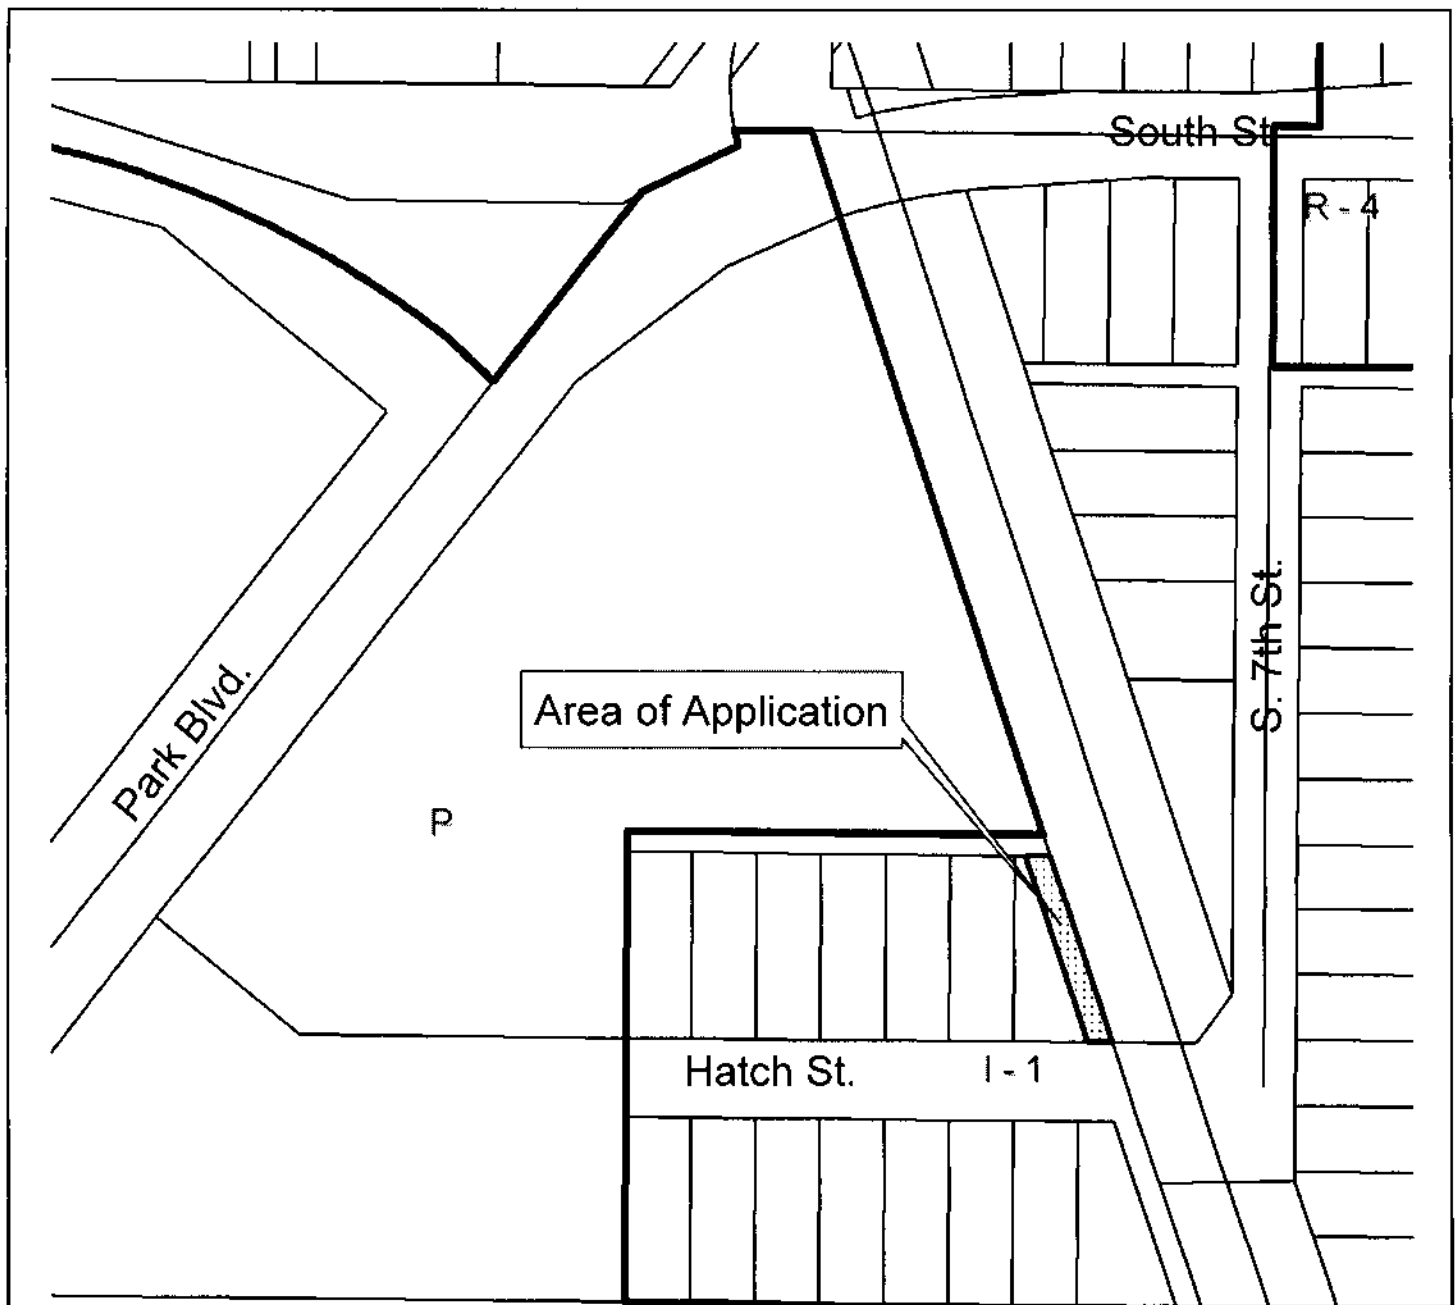 South St.
R - 4
S. 7th St.
Park Blvd.
Area of Application
P
Hatch St.
I - 1